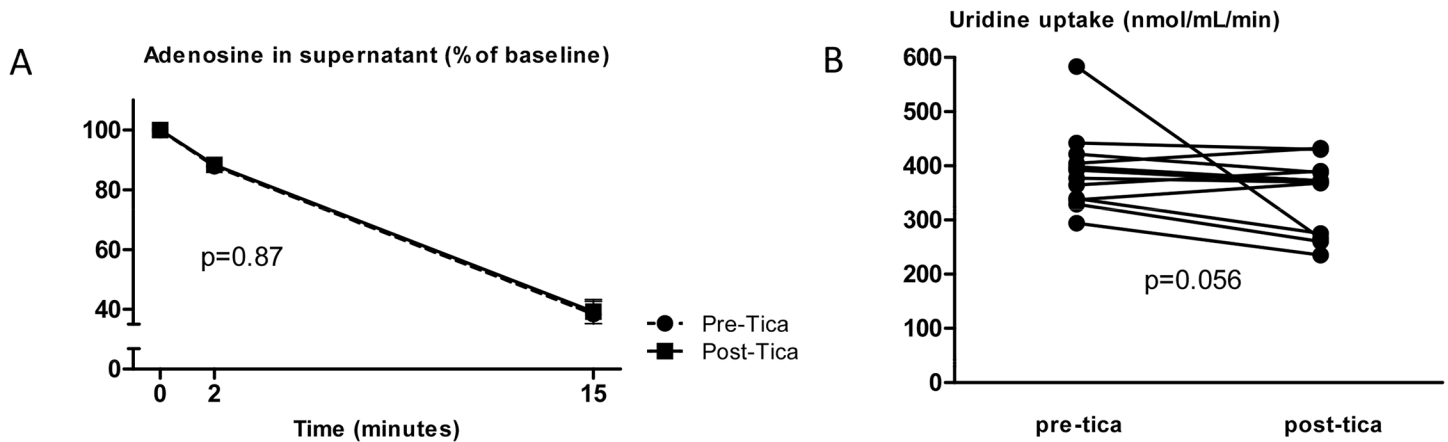 A
Adenosine in supernatant (% of baseline)
100
80
60
40
0
p=0.87
0 2 15
Time (minutes)
Pre-Tica
Post-Tica
B
Uridine uptake (nmol/mL/min)
600
500
400
300
200
100
0
p=0.056
pre-tica post-tica